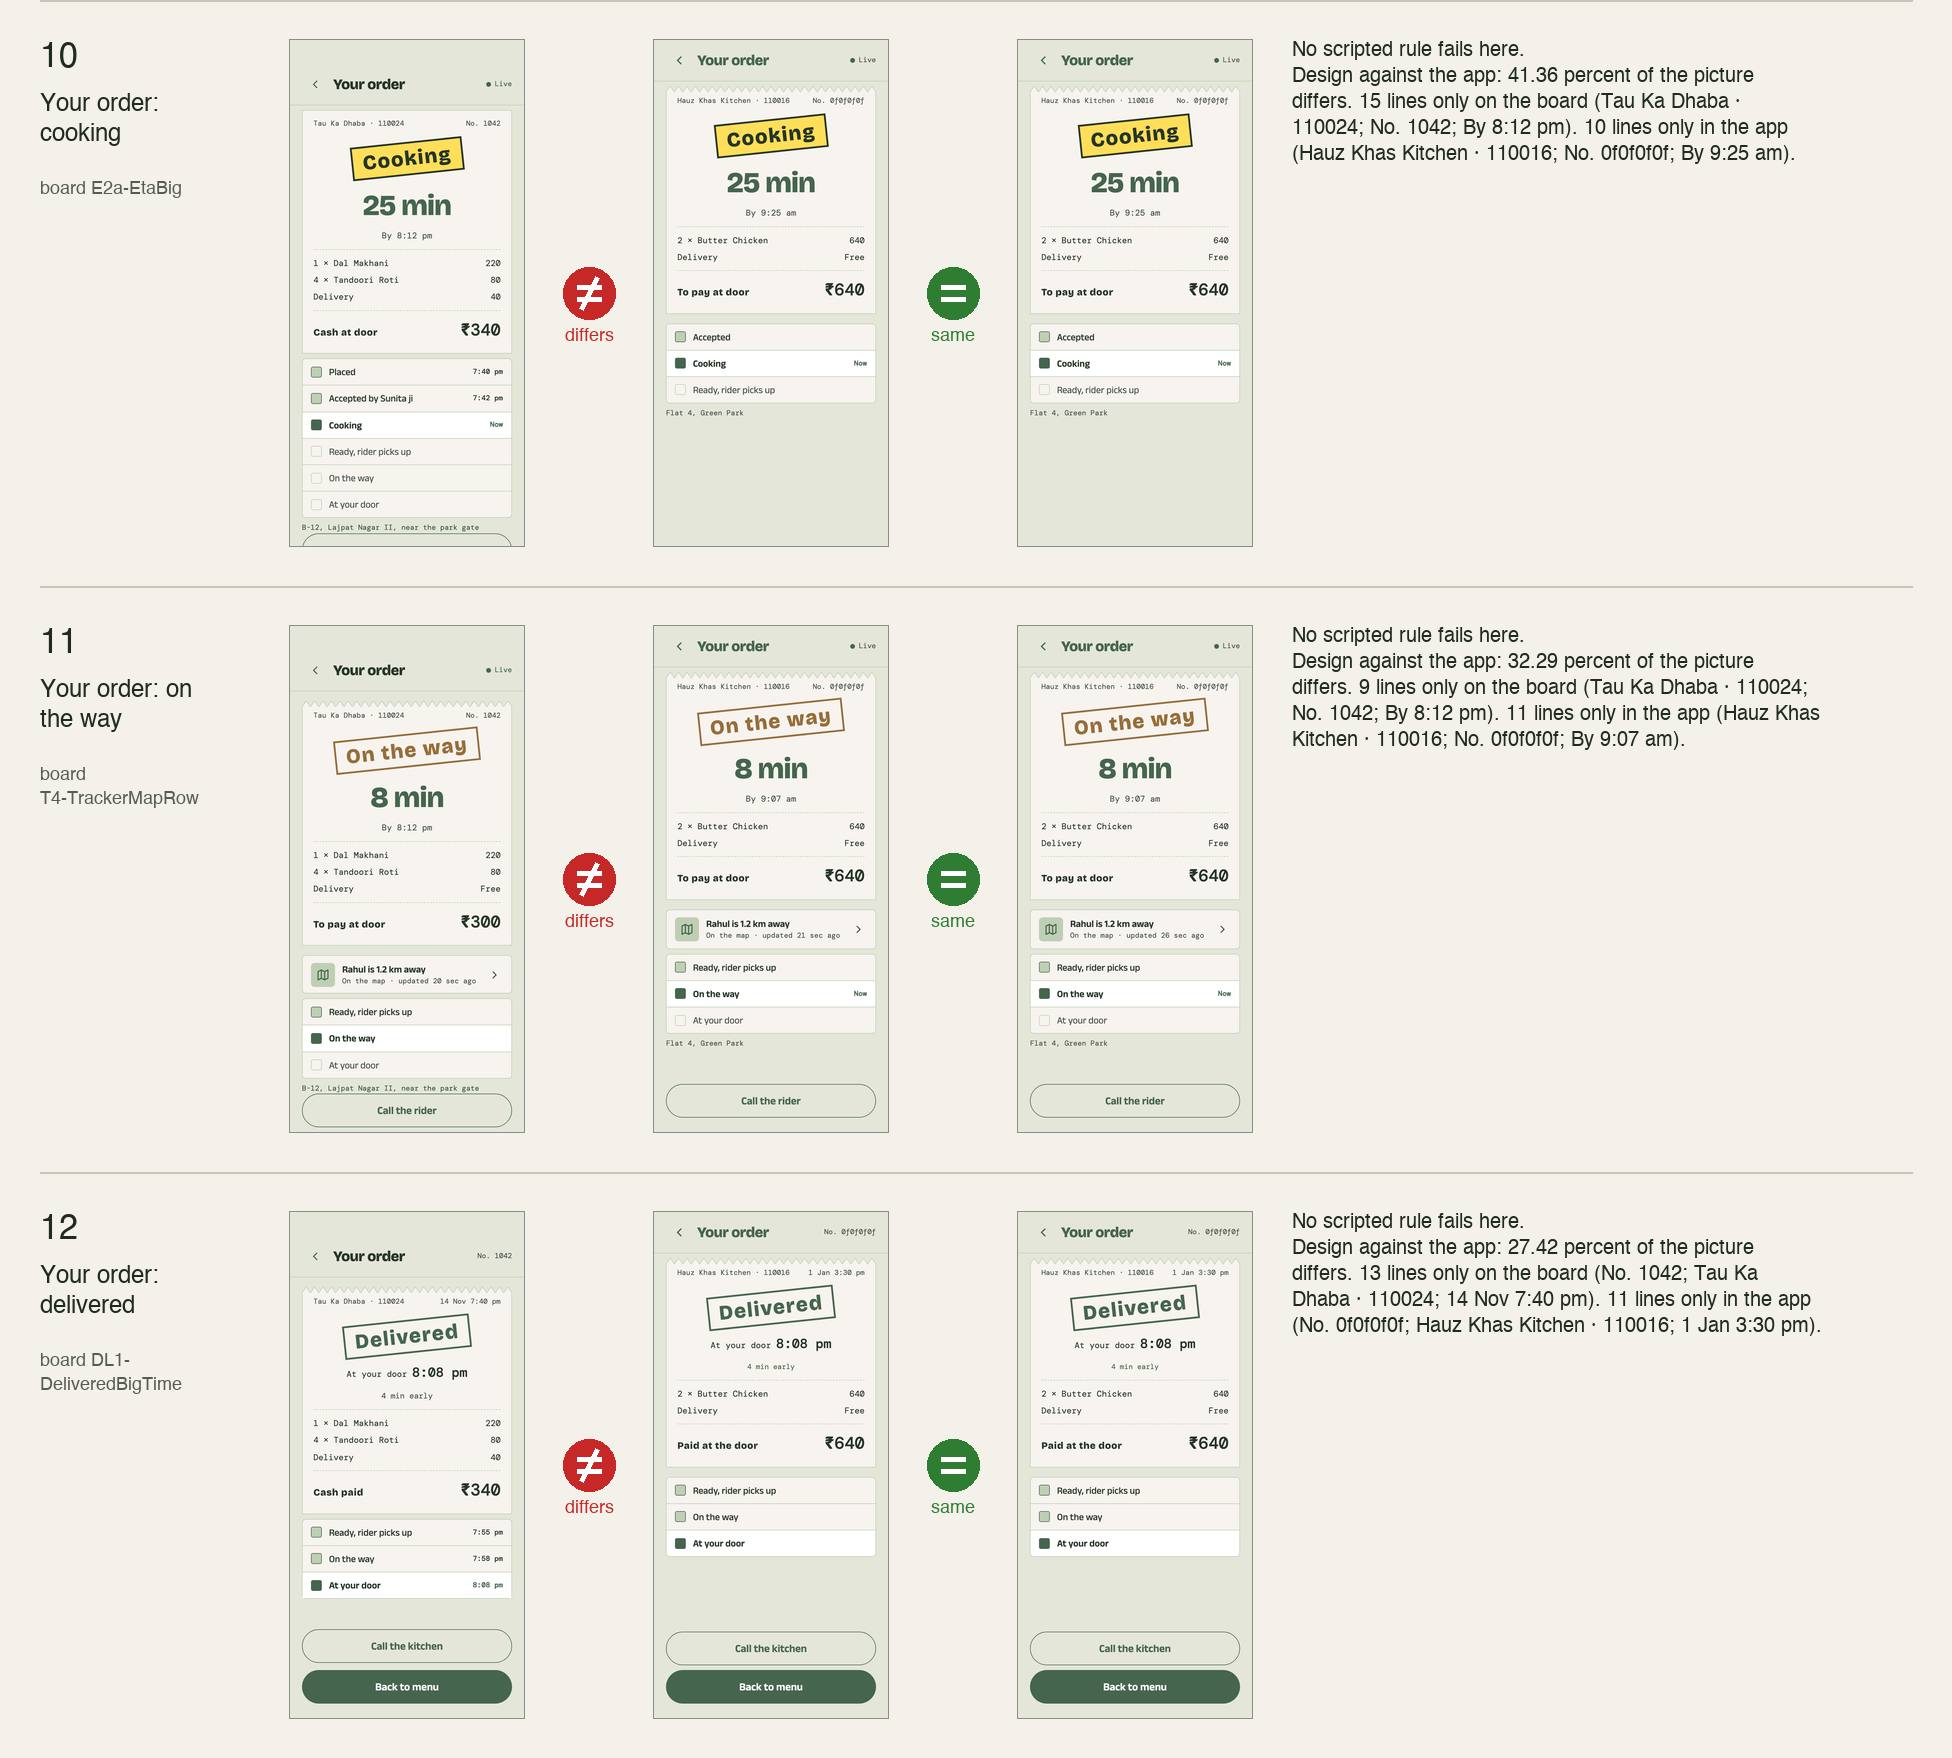 10
Your order:
cooking
board E2a-EtaBig
Your order
Live
Tau Ka Dhaba · 110024 No. 1042
Cooking
25 min
By 8:12 pm
1 × Dal Makhani 220
4 × Tandoori Roti 80
Delivery 40
Cash at door ₹340
Placed 7:40 pm
Accepted by Sunita ji 7:42 pm
Cooking Now
Ready, rider picks up
On the way
At your door
B-12, Lajpat Nagar II, near the park gate
differs
Your order
Live
Hauz Khas Kitchen · 110016 No. 0f0f0f0f
Cooking
25 min
By 9:25 am
2 × Butter Chicken 640
Delivery Free
To pay at door ₹640
Accepted
Cooking Now
Ready, rider picks up
Flat 4, Green Park
same
Your order
Live
Hauz Khas Kitchen · 110016 No. 0f0f0f0f
Cooking
25 min
By 9:25 am
2 × Butter Chicken 640
Delivery Free
To pay at door ₹640
Accepted
Cooking Now
Ready, rider picks up
Flat 4, Green Park
No scripted rule fails here.
Design against the app: 41.36 percent of the picture
differs. 15 lines only on the board (Tau Ka Dhaba ·
110024; No. 1042; By 8:12 pm). 10 lines only in the app
(Hauz Khas Kitchen · 110016; No. 0f0f0f0f; By 9:25 am).
11
Your order: on
the way
board
T4-TrackerMapRow
Your order
Live
Tau Ka Dhaba · 110024 No. 1042
On the way
8 min
By 8:12 pm
1 × Dal Makhani 220
4 × Tandoori Roti 80
Delivery Free
To pay at door ₹300
Rahul is 1.2 km away
On the map · updated 20 sec ago
Ready, rider picks up
On the way
At your door
B-12, Lajpat Nagar II, near the park gate
Call the rider
differs
Your order
Live
Hauz Khas Kitchen · 110016 No. 0f0f0f0f
On the way
8 min
By 9:07 am
2 × Butter Chicken 640
Delivery Free
To pay at door ₹640
Rahul is 1.2 km away
On the map · updated 21 sec ago
Ready, rider picks up
On the way Now
At your door
Flat 4, Green Park
Call the rider
same
Your order
Live
Hauz Khas Kitchen · 110016 No. 0f0f0f0f
On the way
8 min
By 9:07 am
2 × Butter Chicken 640
Delivery Free
To pay at door ₹640
Rahul is 1.2 km away
On the map · updated 26 sec ago
Ready, rider picks up
On the way Now
At your door
Flat 4, Green Park
Call the rider
No scripted rule fails here.
Design against the app: 32.29 percent of the picture
differs. 9 lines only on the board (Tau Ka Dhaba · 110024;
No. 1042; By 8:12 pm). 11 lines only in the app (Hauz Khas
Kitchen · 110016; No. 0f0f0f0f; By 9:07 am).
12
Your order:
delivered
board DL1-
DeliveredBigTime
Your order
No. 1042
Tau Ka Dhaba · 110024 14 Nov 7:40 pm
Delivered
At your door 8:08 pm
4 min early
1 × Dal Makhani 220
4 × Tandoori Roti 80
Delivery 40
Cash paid ₹340
Ready, rider picks up 7:55 pm
On the way 7:58 pm
At your door 8:08 pm
Call the kitchen
Back to menu
differs
Your order
No. 0f0f0f0f
Hauz Khas Kitchen · 110016 1 Jan 3:30 pm
Delivered
At your door 8:08 pm
4 min early
2 × Butter Chicken 640
Delivery Free
Paid at the door ₹640
Ready, rider picks up
On the way
At your door
Call the kitchen
Back to menu
same
Your order
No. 0f0f0f0f
Hauz Khas Kitchen · 110016 1 Jan 3:30 pm
Delivered
At your door 8:08 pm
4 min early
2 × Butter Chicken 640
Delivery Free
Paid at the door ₹640
Ready, rider picks up
On the way
At your door
Call the kitchen
Back to menu
No scripted rule fails here.
Design against the app: 27.42 percent of the picture
differs. 13 lines only on the board (No. 1042; Tau Ka
Dhaba · 110024; 14 Nov 7:40 pm). 11 lines only in the app
(No. 0f0f0f0f; Hauz Khas Kitchen · 110016; 1 Jan 3:30 pm).